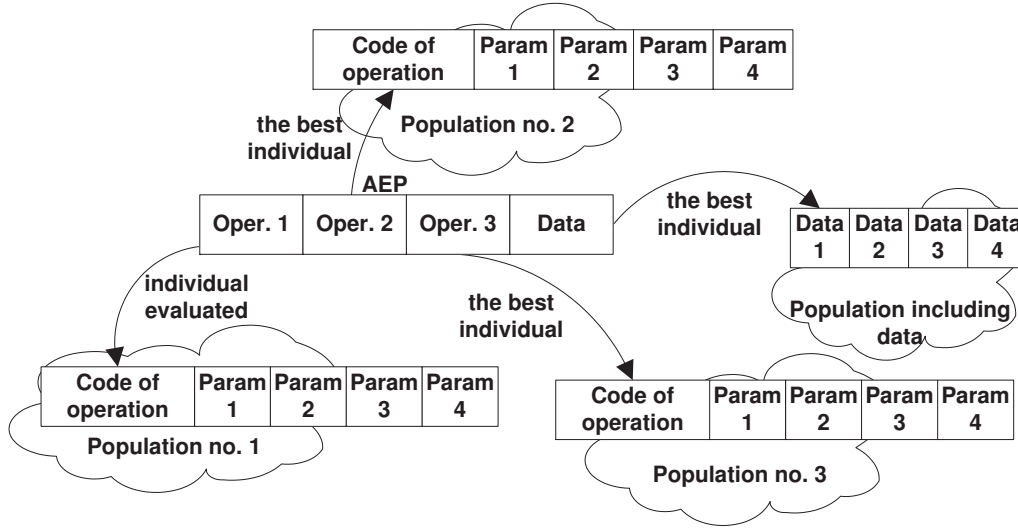 Code of operation
Param 1
Param 2
Param 3
Param 4
Population no. 2
the best individual
AEP
Oper. 1
Oper. 2
Oper. 3
Data
the best individual
Data 1
Data 2
Data 3
Data 4
Population including data
individual evaluated
the best individual
Code of operation
Param 1
Param 2
Param 3
Param 4
Population no. 1
Code of operation
Param 1
Param 2
Param 3
Param 4
Population no. 3